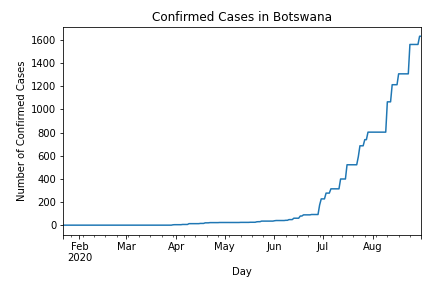 Confirmed Cases in Botswana
1600
1400
1200
1000
800
600
400
200
0
Number of Confirmed Cases
Feb Mar Apr May Jun Jul Aug
2020
Day